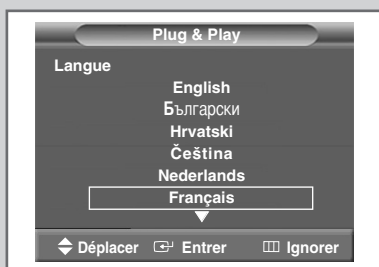 Plug & Play
Langue
English
Български
Hrvatski
Čeština
Nederlands
Français
Déplacer Entrer Ignorer